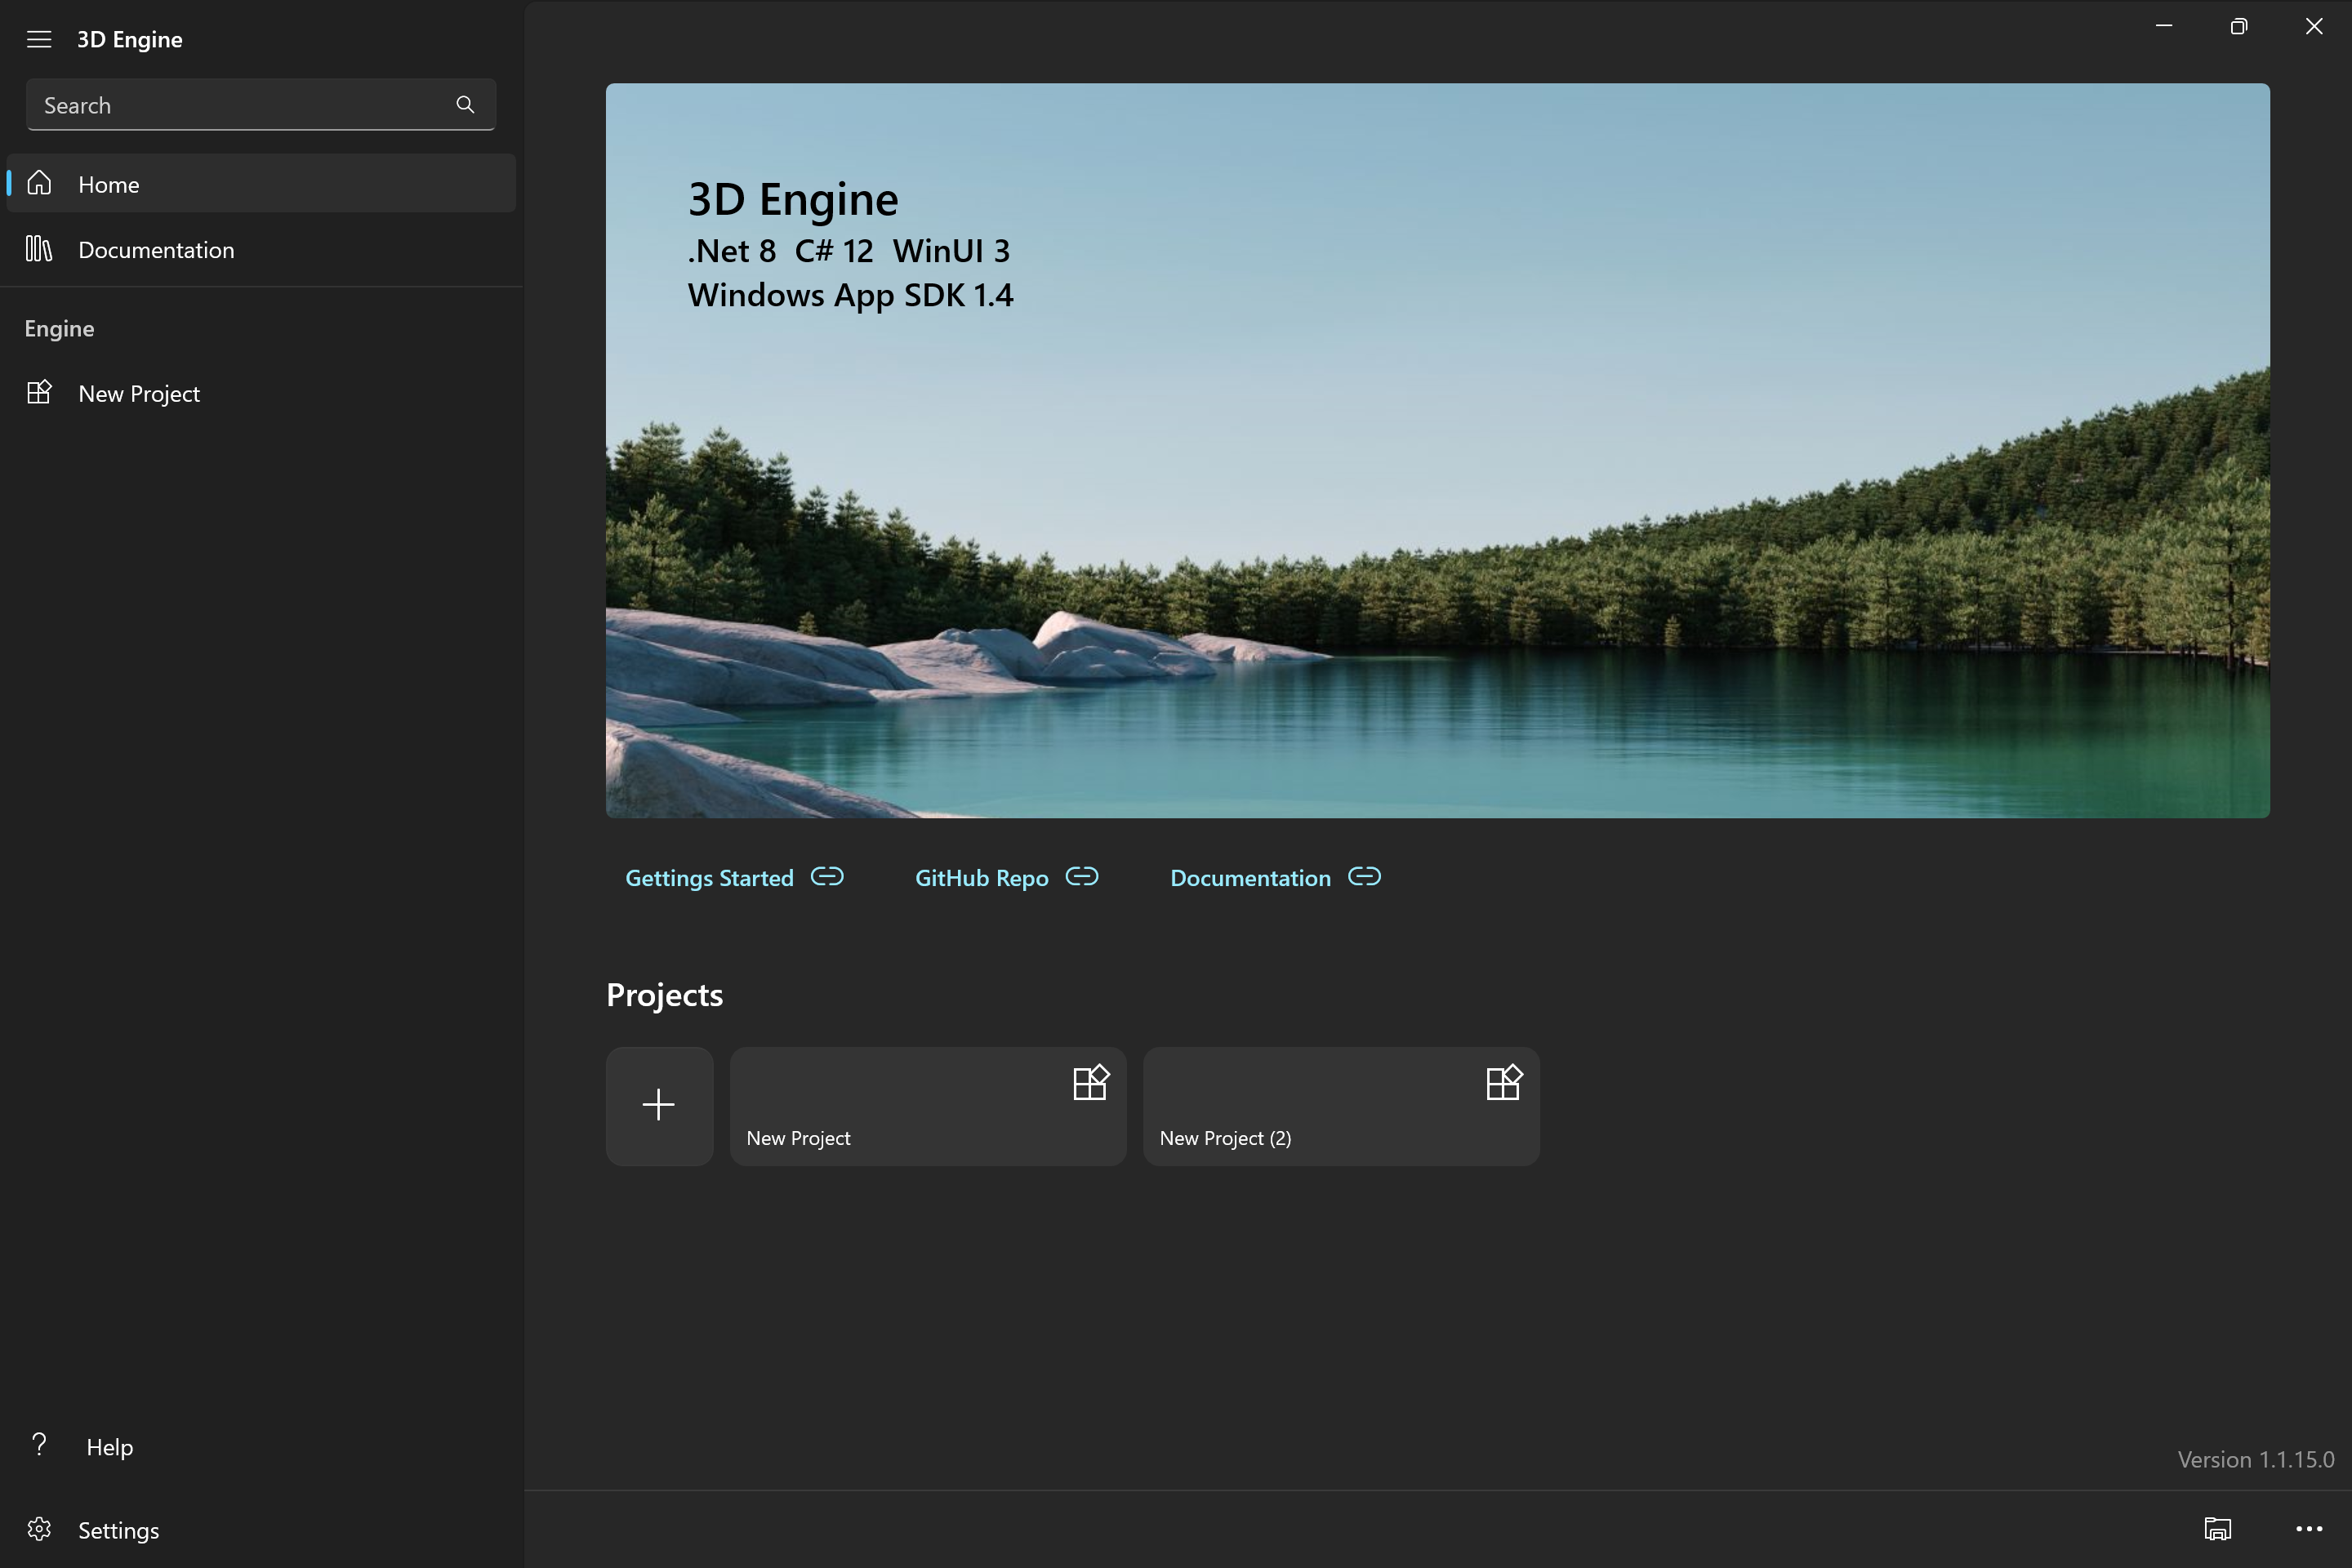 3D Engine
Search
Home
Documentation
Engine
New Project
Help
Settings
3D Engine
.Net 8 C# 12 WinUI 3
Windows App SDK 1.4
Gettings Started
GitHub Repo
Documentation
Projects
New Project
New Project (2)
Version 1.1.15.0